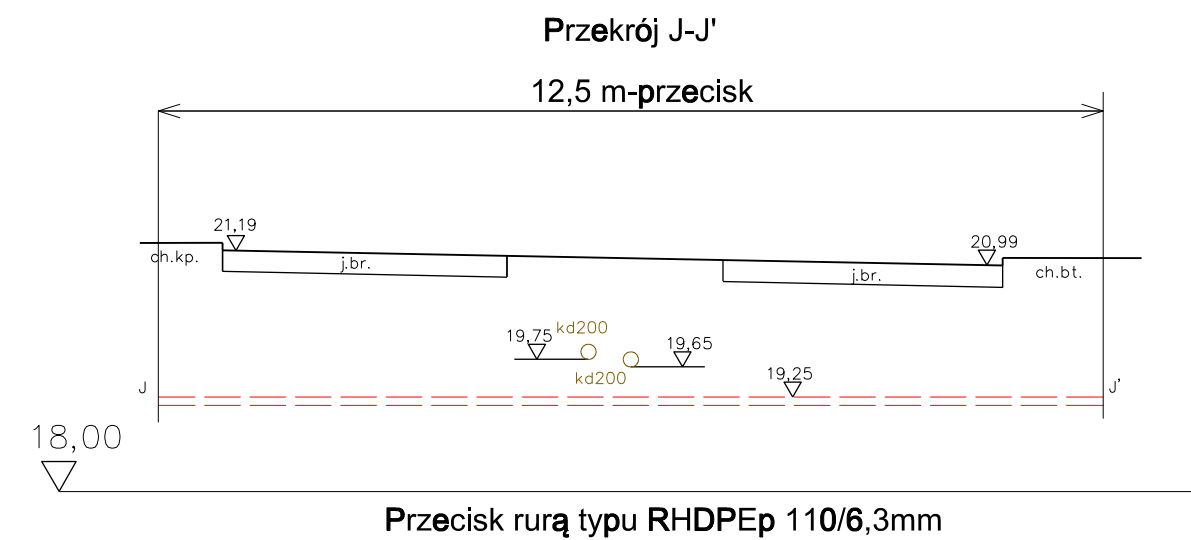 Przekrój J-J'
12,5 m-przecisk
21,19
20,99
ch.kp.
j.br.
j.br.
ch.bt.
19,75
kd200
19,65
kd200
19,25
J
J'
18,00
Przecisk rurą typu RHDPEp 110/6,3mm